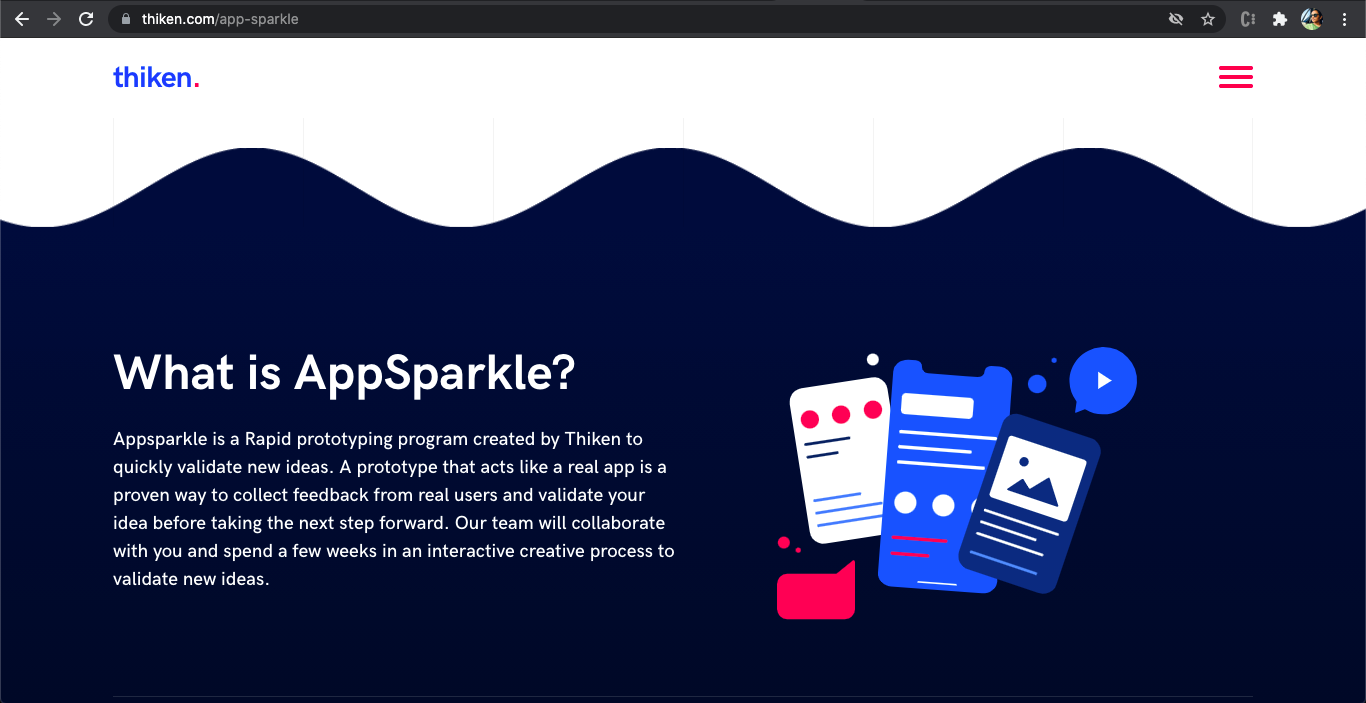 thiken.com/app-sparkle
thiken.
What is AppSparkle?
Appsparkle is a Rapid prototyping program created by Thiken to
quickly validate new ideas. A prototype that acts like a real app is a
proven way to collect feedback from real users and validate your
idea before taking the next step forward. Our team will collaborate
with you and spend a few weeks in an interactive creative process to
validate new ideas.